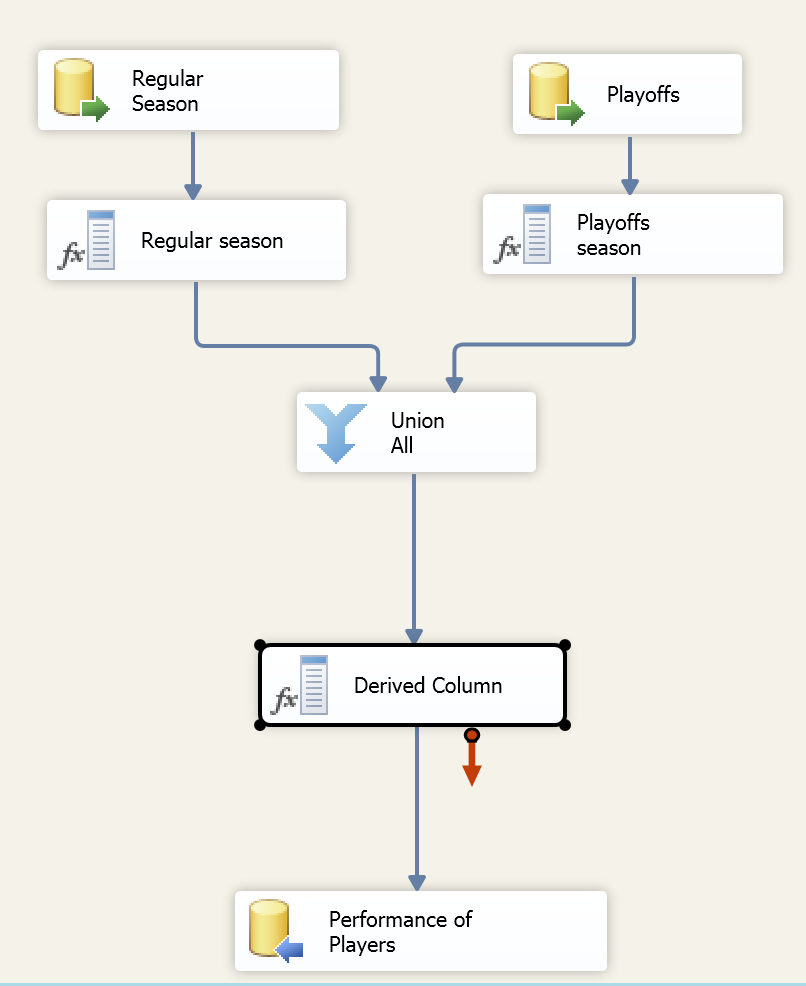 Regular
Season
Playoffs
Regular season
Playoffs
season
Union
All
Derived Column
Performance of
Players